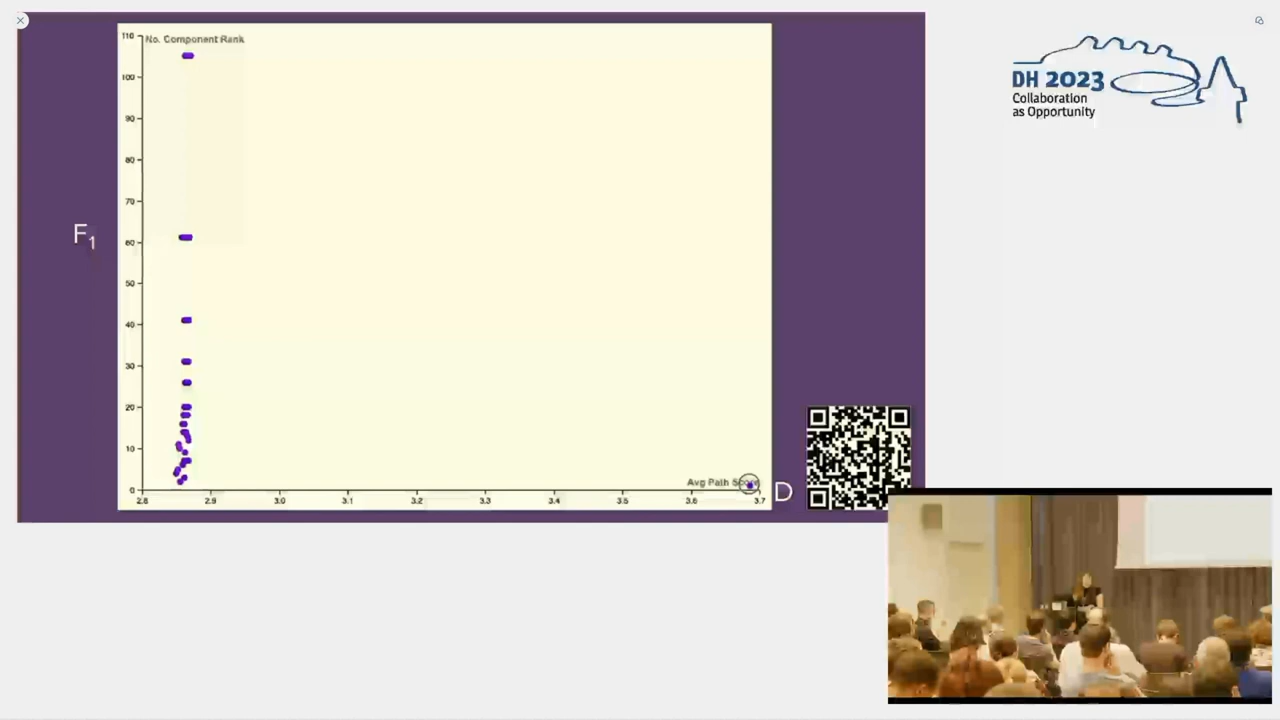 110
No. Component Rank
100
90
80
70
F1
60
50
40
30
20
10
0
Avg Path Score
D
2.8 2.9 3.0 3.1 3.2 3.3 3.4 3.5 3.6 3.7
DH 2023
Collaboration
as Opportunity